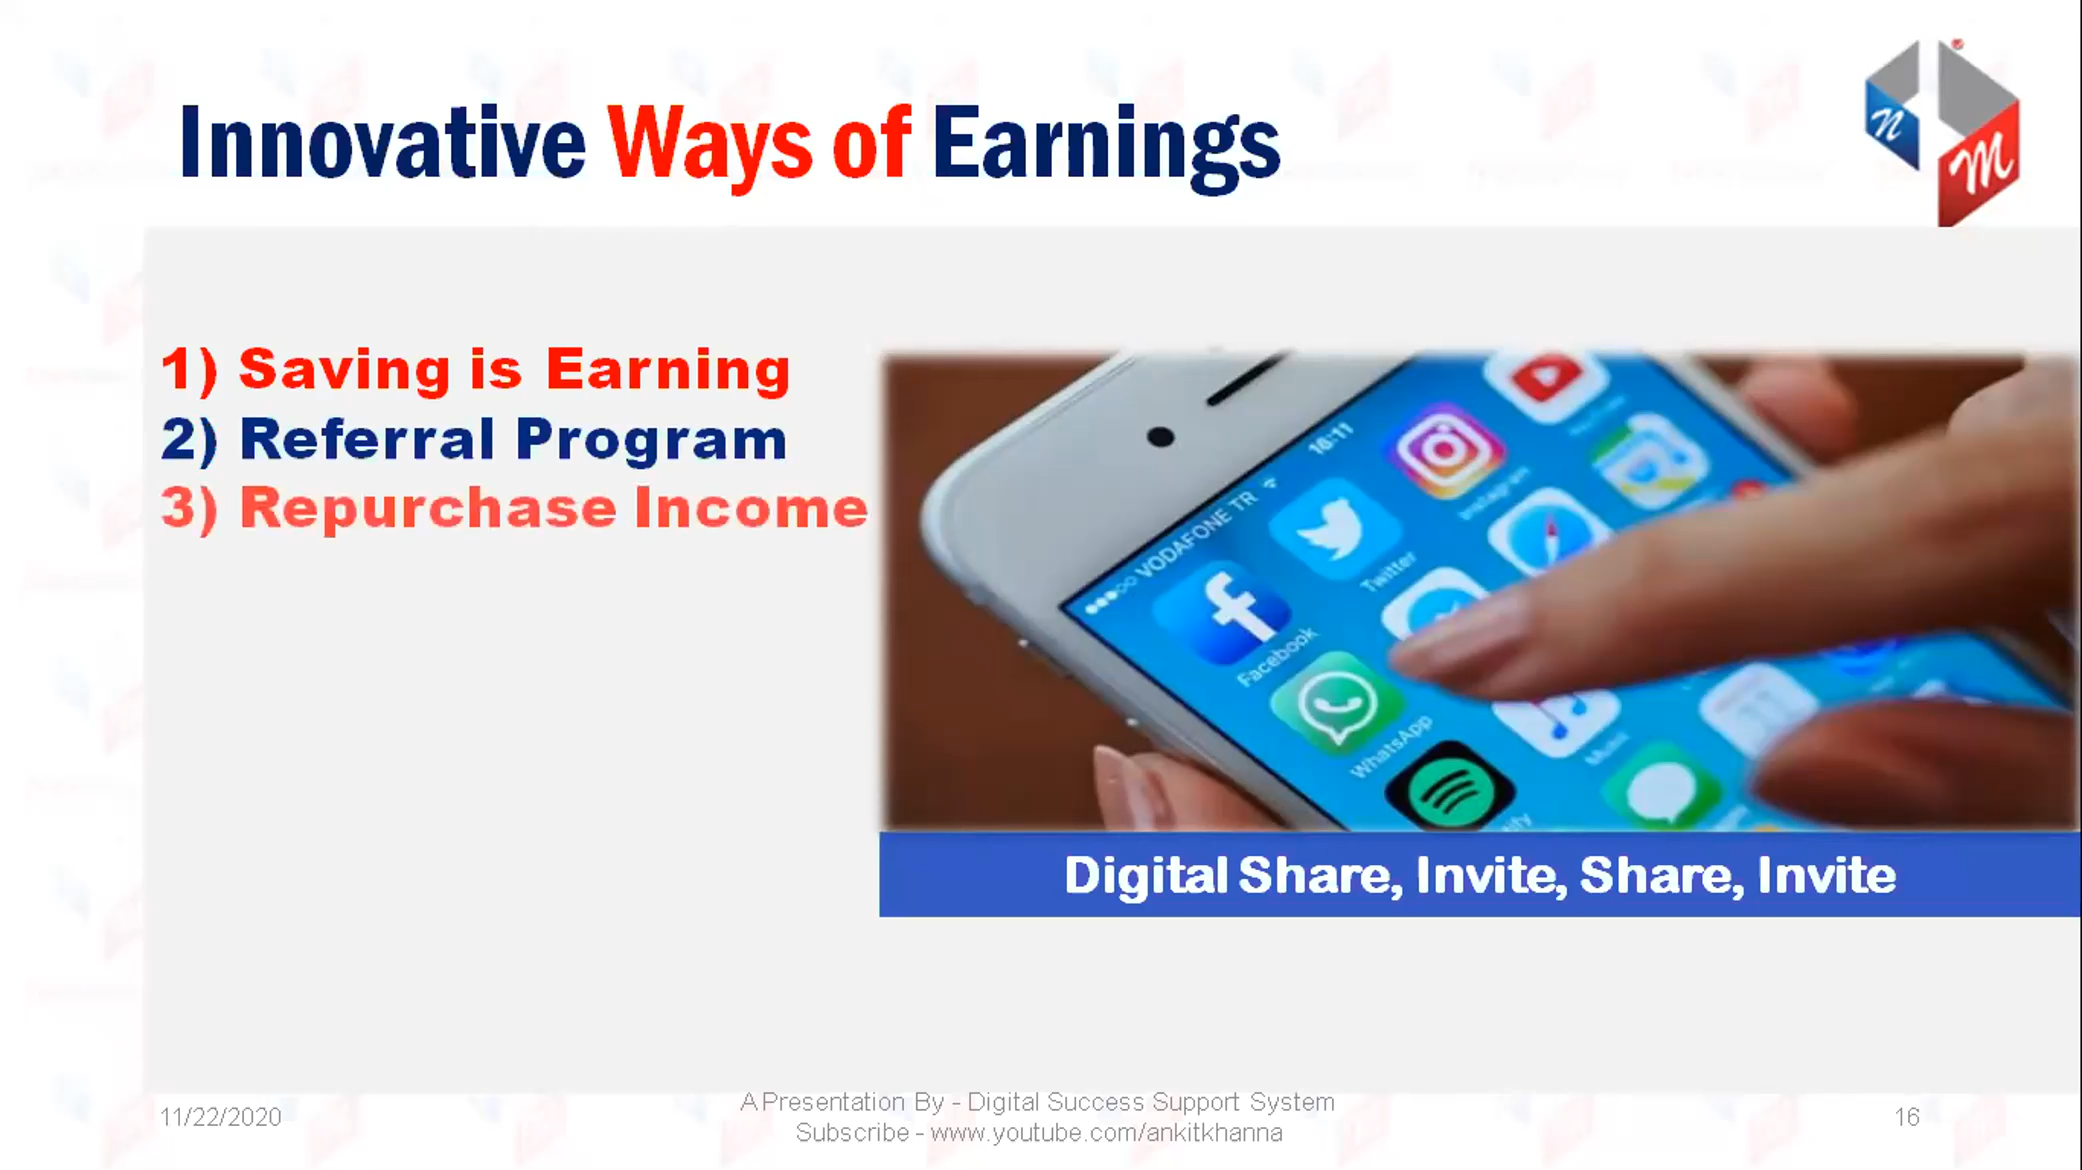 Innovative Ways of Earnings
n
M
1) Saving is Earning
2) Referral Program
3) Repurchase Income
16:11
VODAFONE TR
Instagram
Twitter
Facebook
WhatsApp
Music
Digital Share, Invite, Share, Invite
11/22/2020
A Presentation By - Digital Success Support System
Subscribe - www.youtube.com/ankitkhanna
16